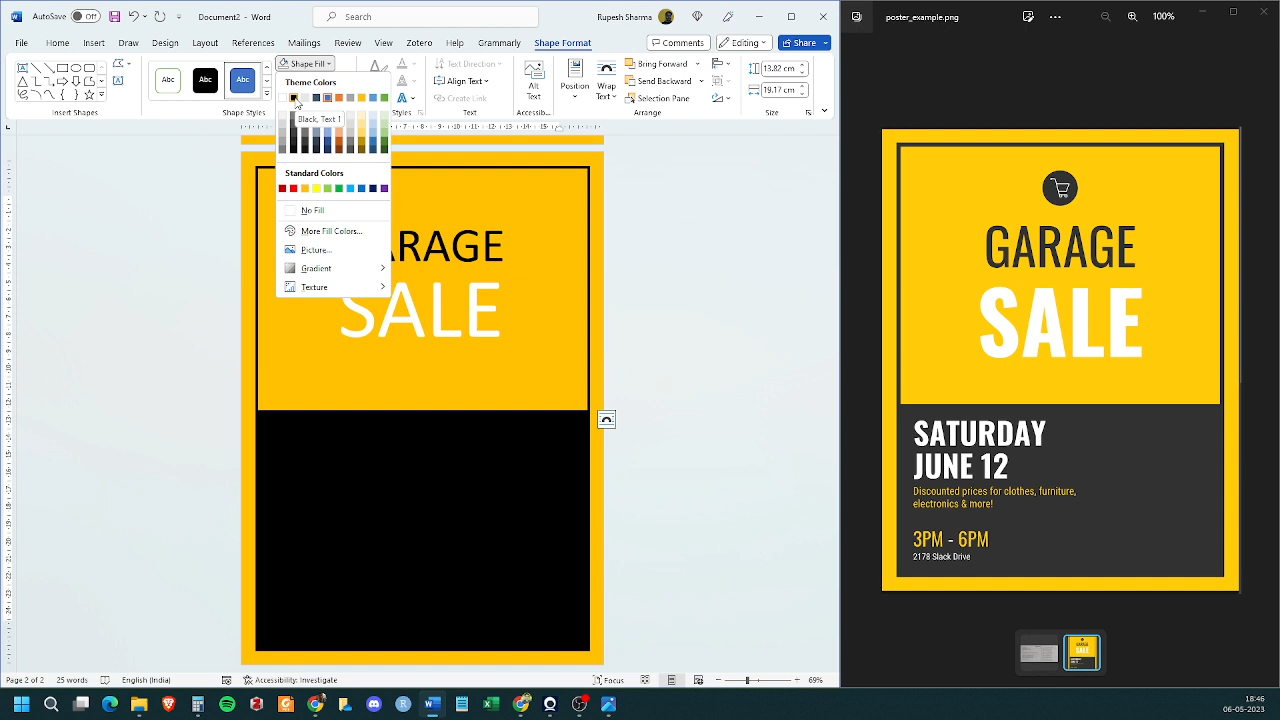 AutoSave Off Document2 - Word Search Rupesh Sharma
File Home Insert Draw Design Layout References Mailings Review View Zotero Help Shape Format Comments Editing Share
Abc Abc Abc
Shape Fill
Text Direction
Align Text
Create Link
Alt Text
Position
Wrap Text
Bring Forward
Send Backward
Selection Pane
13.82 cm
19.17 cm
Insert Shapes Shape Styles Styles Text Accessib... Arrange Size
Theme Colors
Black, Text 1
Standard Colors
No Fill
More Fill Colors...
Picture...
Gradient
Texture
ARAGE
SALE
Page 2 of 2 25 words English (India) Accessibility: Investigate Focus 69%
poster_example.png 100%
GARAGE
SALE
SATURDAY
JUNE 12
Discounted prices for clothes, furniture,
electronics & more!
3PM - 6PM
2178 Slack Drive
18:46
06-05-2023